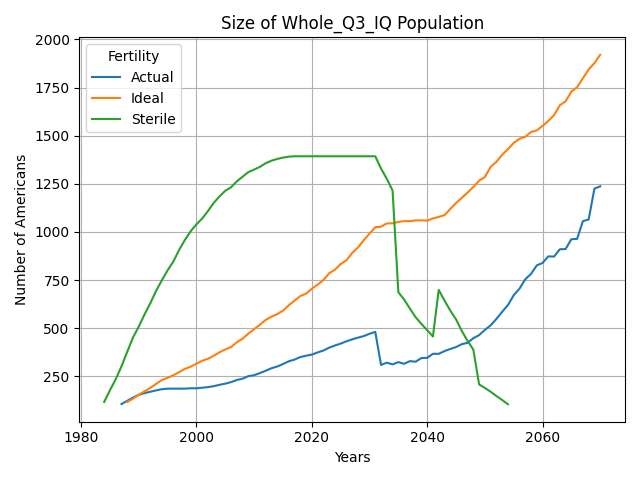 Size of Whole_Q3_IQ Population
Number of Americans
2000
1750
1500
1250
1000
750
500
250
Fertility
Actual
Ideal
Sterile
1980 2000 2020 2040 2060
Years